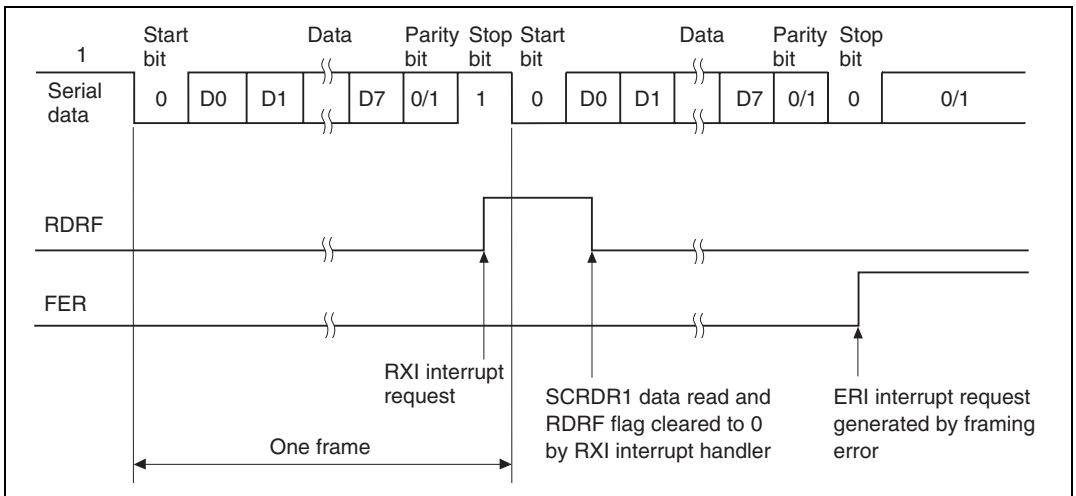 1
Start bit Data Parity bit Stop bit Start bit Data Parity bit Stop bit
Serial data
0 D0 D1 D7 0/1 1 0 D0 D1 D7 0/1 0 0/1
RDRF
FER
RXI interrupt
request
SCRDR1 data read and
RDRF flag cleared to 0
by RXI interrupt handler
ERI interrupt request
generated by framing
error
One frame